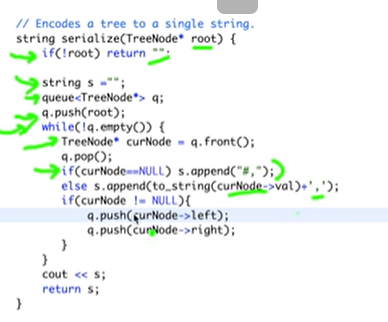 // Encodes a tree to a single string.
string serialize(TreeNode* root) {
if(!root) return "";
string s ="";
queue<TreeNode*> q;
q.push(root);
while(!q.empty()) {
TreeNode* curNode = q.front();
q.pop();
if(curNode==NULL) s.append("#,");
else s.append(to_string(curNode->val)+',');
if(curNode != NULL){
q.push(curNode->left);
q.push(curNode->right);
}
}
cout << s;
return s;
}